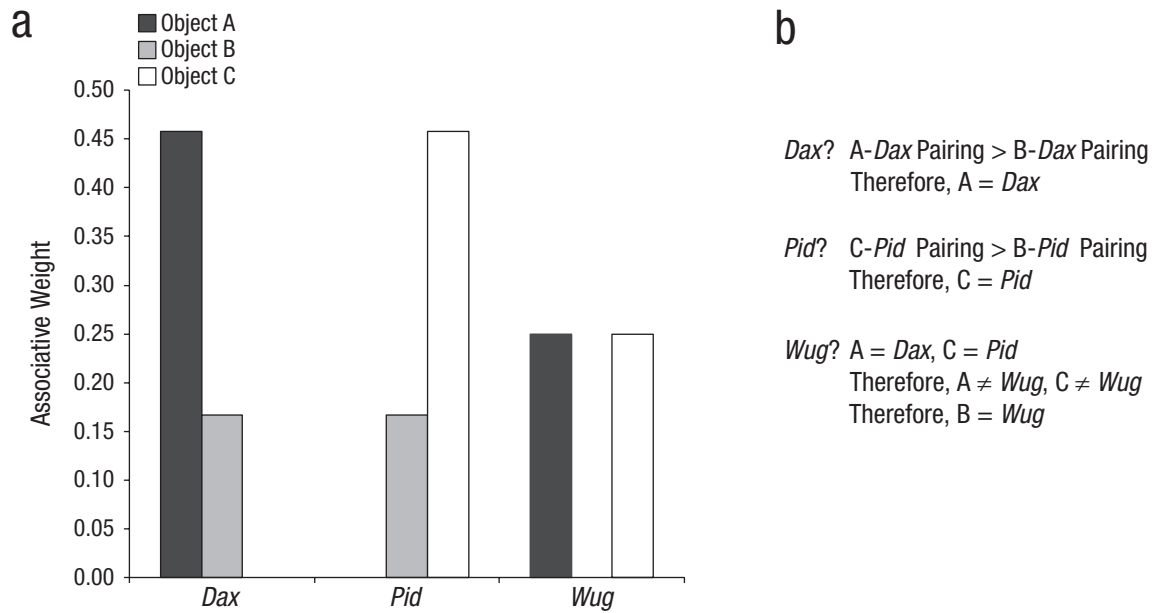 a
Object A
Object B
Object C
0.50
0.45
0.40
0.35
0.30
0.25
0.20
0.15
0.10
0.05
0.00
Associative Weight
Dax
Pid
Wug
b
Dax? A-Dax Pairing > B-Dax Pairing
Therefore, A = Dax
Pid? C-Pid Pairing > B-Pid Pairing
Therefore, C = Pid
Wug? A = Dax, C = Pid
Therefore, A ≠ Wug, C ≠ Wug
Therefore, B = Wug